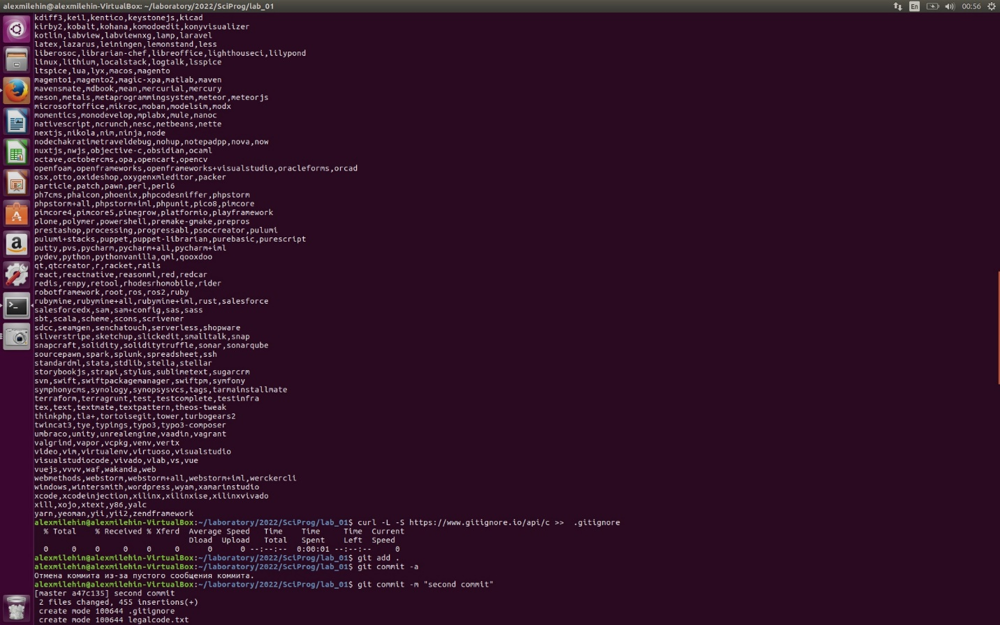 alexmilehin@alexmilehin-VirtualBox: ~/laboratory/2022/SciProg/lab_01 En 00:56
kdiff3,keil,kentico,keystonejs,kicad
kirby2,kobalt,kohana,komodoedit,konyvisualizer
kotlin,labview,labviewnxg,lamp,laravel
latex,lazarus,leiningen,lemonstand,less
liberosoc,librarian-chef,libreoffice,lighthouseci,lilypond
linux,lithium,localstack,logtalk,lsspice
ltspice,lua,lyx,macos,magento
magento1,magento2,magic-xpa,matlab,maven
mavensmate,mdbook,mean,mercurial,mercury
meson,metals,metaprogrammingsystem,meteor,meteorjs
microsoftoffice,mikroc,moban,modelsim,modx
momentics,monodevelop,mplabx,mule,nanoc
nativescript,ncrunch,nesc,netbeans,nette
nextjs,nikola,nim,ninja,node
nodechakratimetraveldebug,nohup,notepadpp,nova,now
nuxtjs,nwjs,objective-c,obsidian,ocaml
octave,octobercms,opa,opencart,opencv
openfoam,openframeworks,openframeworks+visualstudio,oracleforms,orcad
osx,otto,oxideshop,oxygenxmleditor,packer
particle,patch,pawn,perl,perl6
ph7cms,phalcon,phoenix,phpcodesniffer,phpstorm
phpstorm+all,phpstorm+iml,phpunit,pico8,pimcore
pimcore4,pimcore5,pinegrow,platformio,playframework
plone,polymer,powershell,premake-gmake,prepros
prestashop,processing,progressabl,psoccreator,pulumi
pulumi+stacks,puppet,puppet-librarian,purebasic,purescript
putty,pvs,pycharm,pycharm+all,pycharm+iml
pydev,python,pythonvanilla,qml,qooxdoo
qt,qtcreator,r,racket,rails
react,reactnative,reasonml,red,redcar
redis,renpy,retool,rhodesrhomobile,rider
robotframework,root,ros,ros2,ruby
rubymine,rubymine+all,rubymine+iml,rust,salesforce
salesforcedx,sam,sam+config,sas,sass
sbt,scala,scheme,scons,scrivener
sdcc,seamgen,senchatouch,serverless,shopware
silverstripe,sketchup,slickedit,smalltalk,snap
snapcraft,solidity,soliditytruffle,sonar,sonarqube
sourcepawn,spark,splunk,spreadsheet,ssh
standardml,stata,stdlib,stella,stellar
storybookjs,strapi,stylus,sublimetext,sugarcrm
svn,swift,swiftpackagemanager,swiftpm,symfony
symphonycms,synology,synopsysvcs,tags,tarmainstallmate
terraform,terragrunt,test,testcomplete,testinfra
tex,text,textmate,textpattern,theos-tweak
thinkphp,tla+,tortoisegit,tower,turbogears2
twincat3,tye,typings,typo3,typo3-composer
umbraco,unity,unrealengine,vaadin,vagrant
valgrind,vapor,vcpkg,venv,vertx
video,vim,virtualenv,virtuoso,visualstudio
visualstudiocode,vivado,vlab,vs,vue
vuejs,vvvv,waf,wakanda,web
webmethods,webstorm,webstorm+all,webstorm+iml,werckercli
windows,wintersmith,wordpress,wyam,xamarinstudio
xcode,xcodeinjection,xilinx,xilinxise,xilinxvivado
xill,xojo,xtext,y86,yalc
yarn,yeoman,yii,yii2,zendframework
alexmilehin@alexmilehin-VirtualBox:~/laboratory/2022/SciProg/lab_01$ curl -L -S https://www.gitignore.io/api/c >>  .gitignore
  % Total    % Received % Xferd  Average Speed   Time    Time     Time  Current
                                 Dload  Upload   Total   Spent    Left  Speed
  0     0    0     0    0     0      0      0 --:--:--  0:00:01 --:--:--     0
alexmilehin@alexmilehin-VirtualBox:~/laboratory/2022/SciProg/lab_01$ git add .
alexmilehin@alexmilehin-VirtualBox:~/laboratory/2022/SciProg/lab_01$ git commit -a
Отмена коммита из-за пустого сообщения коммита.
alexmilehin@alexmilehin-VirtualBox:~/laboratory/2022/SciProg/lab_01$ git commit -m "second commit"
[master a47c135] second commit
 2 files changed, 455 insertions(+)
 create mode 100644 .gitignore
 create mode 100644 legalcode.txt